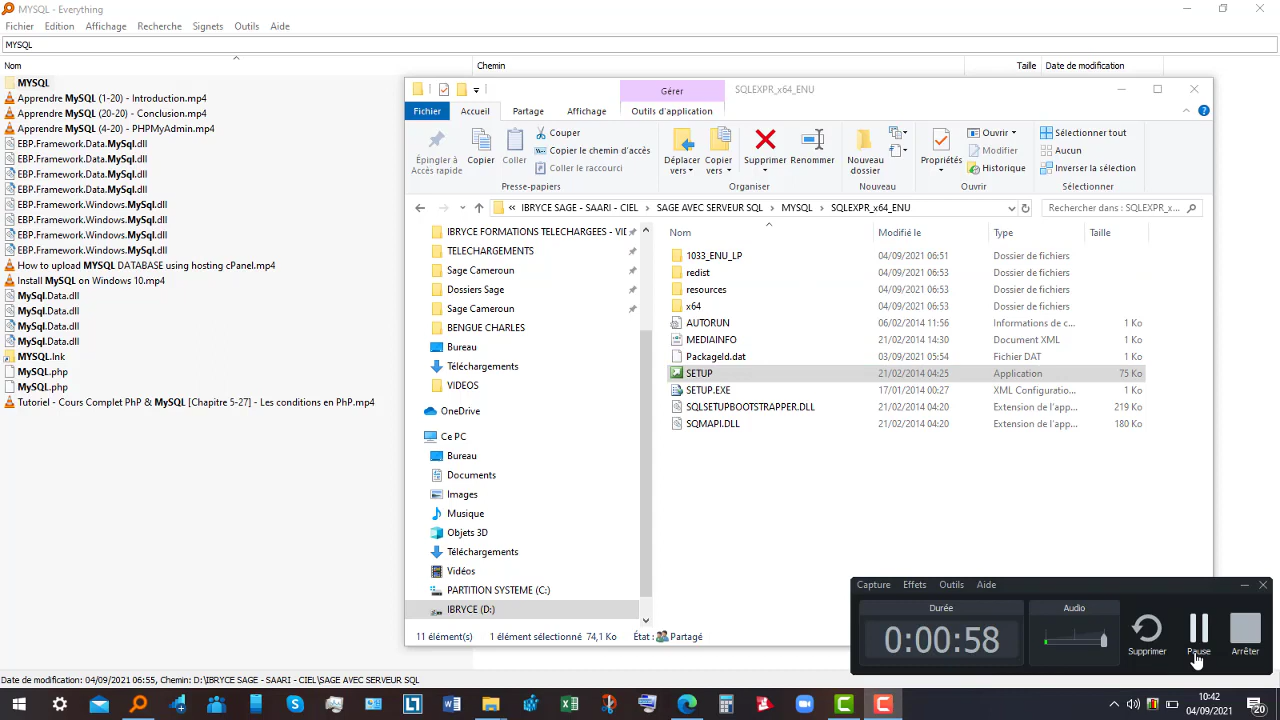 MYSQL - Everything
Fichier Edition Affichage Recherche Signets Outils Aide
MYSQL
Nom Chemin Taille Date de modification
MYSQL
Apprendre MySQL (1-20) - Introduction.mp4
Apprendre MySQL (20-20) - Conclusion.mp4
Apprendre MySQL (4-20) - PHPMyAdmin.mp4
EBP.Framework.Data.MySql.dll
EBP.Framework.Data.MySql.dll
EBP.Framework.Data.MySql.dll
EBP.Framework.Data.MySql.dll
EBP.Framework.Windows.MySql.dll
EBP.Framework.Windows.MySql.dll
EBP.Framework.Windows.MySql.dll
EBP.Framework.Windows.MySql.dll
How to upload MYSQL DATABASE using hosting cPanel.mp4
Install MySQL on Windows 10.mp4
MySql.Data.dll
MySql.Data.dll
MySql.Data.dll
MySql.Data.dll
MYSQL.lnk
MySQL.php
MySQL.php
Tutoriel - Cours Complet PhP & MySQL [Chapitre 5-27] - Les conditions en PhP.mp4
Gérer SQLEXPR_x64_ENU
Fichier Accueil Partage Affichage Outils d'application
Épingler à Accès rapide
Copier
Coller
Couper
Copier le chemin d'accès
Coller le raccourci
Presse-papiers
Déplacer vers
Copier vers
Supprimer
Renommer
Organiser
Nouveau dossier
Nouveau
Propriétés
Ouvrir
Modifier
Historique
Ouvrir
Sélectionner tout
Aucun
Inverser la sélection
Sélectionner
« IBRYCE SAGE - SAARI - CIEL > SAGE AVEC SERVEUR SQL > MYSQL > SQLEXPR_x64_ENU
Rechercher dans : SQLEXPR_x...
IBRYCE FORMATIONS TELECHARGEES - VID
TELECHARGEMENTS
Sage Cameroun
Dossiers Sage
Sage Cameroun
BENGUE CHARLES
Bureau
Téléchargements
VIDEOS
OneDrive
Ce PC
Bureau
Documents
Images
Musique
Objets 3D
Téléchargements
Vidéos
PARTITION SYSTEME (C:)
IBRYCE (D:)
Nom Modifié le Type Taille
1033_ENU_LP 04/09/2021 06:51 Dossier de fichiers
redist 04/09/2021 06:53 Dossier de fichiers
resources 04/09/2021 06:53 Dossier de fichiers
x64 04/09/2021 06:53 Dossier de fichiers
AUTORUN 06/02/2014 11:56 Informations de c... 1 Ko
MEDIAINFO 21/02/2014 14:30 Document XML 1 Ko
PackageId.dat 03/09/2021 05:54 Fichier DAT 1 Ko
SETUP 21/02/2014 04:25 Application 75 Ko
SETUP.EXE 17/01/2014 00:27 XML Configuratio... 1 Ko
SQLSETUPBOOTSTRAPPER.DLL 21/02/2014 04:20 Extension de l'app... 219 Ko
SQMAPI.DLL 21/02/2014 04:20 Extension de l'app... 180 Ko
11 élément(s) 1 élément sélectionné 74,1 Ko État : Partagé
Capture Effets Outils Aide
Durée
0:00:58
Audio
Supprimer
Pause
Arrêter
Date de modification: 04/09/2021 06:55, Chemin: D:\IBRYCE SAGE - SAARI - CIEL\SAGE AVEC SERVEUR SQL
10:42
04/09/2021
20